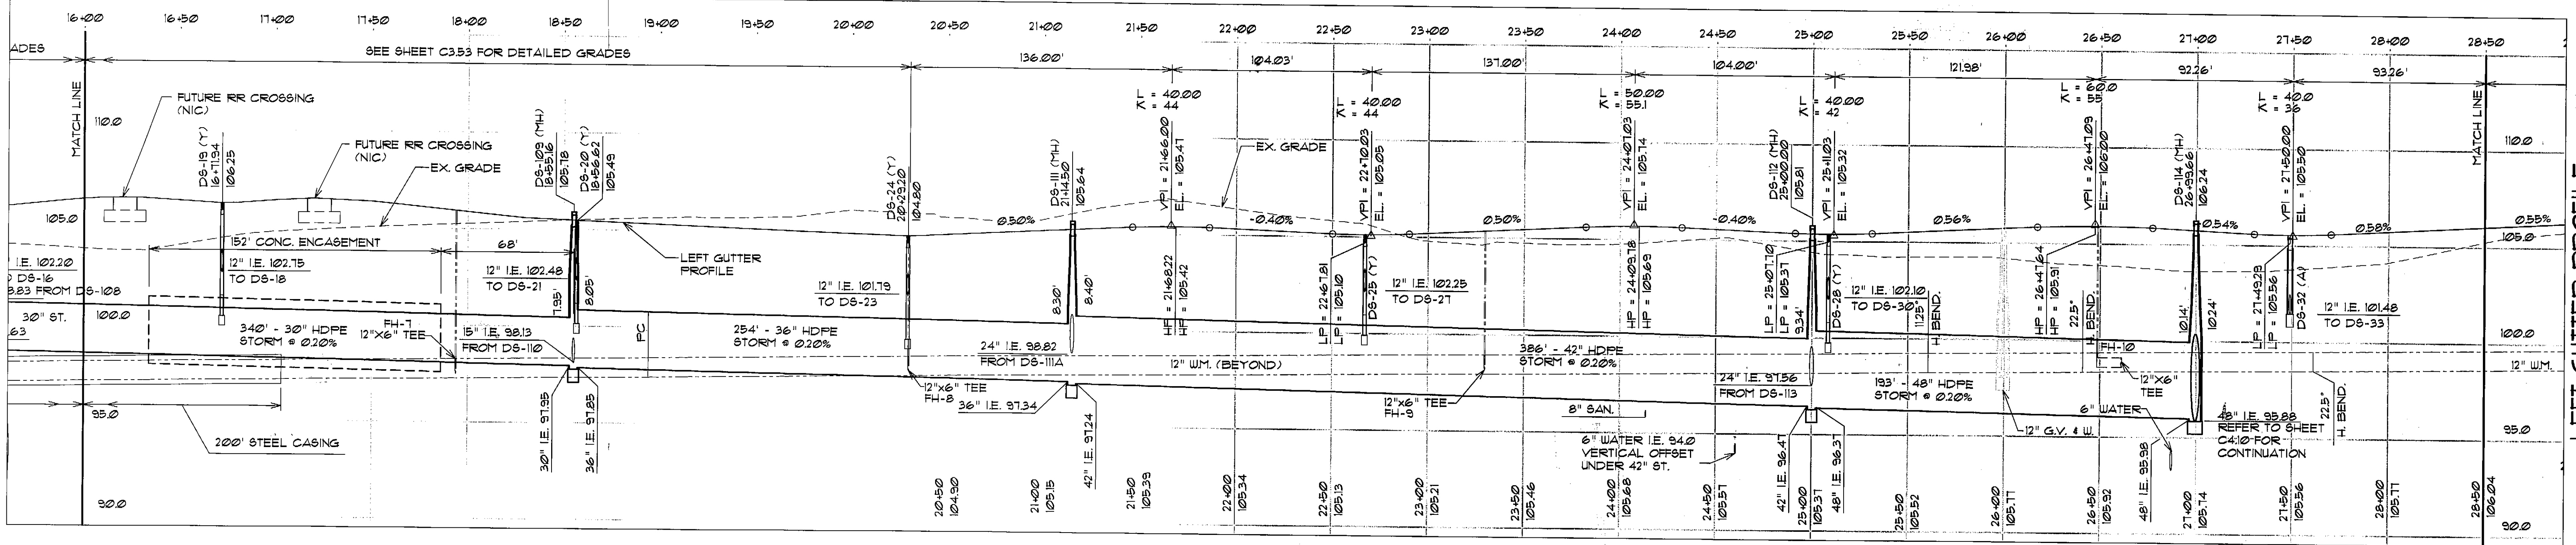 16+00 16+50 17+00 17+50 18+00 18+50 19+00 19+50 20+00 20+50 21+00 21+50 22+00 22+50 23+00 23+50 24+00 24+50 25+00 25+50 26+00 26+50 27+00 27+50 28+00 28+50
ADES
SEE SHEET C3.53 FOR DETAILED GRADES
136.00'
104.03'
137.00'
104.00'
121.98'
92.26'
93.26'
MATCH LINE
110.0
FUTURE RR CROSSING
(NIC)
DS-19 (Y)
16+71.94
106.25
FUTURE RR CROSSING
(NIC)
EX. GRADE
DS-109 (MH)
18+55.16
105.78
DS-20 (Y)
18+56.62
105.49
DS-24 (Y)
20+29.20
104.80
DS-111 (MH)
21+14.50
105.64
L = 40.00
K = 44
VPI = 21+66.00
EL. = 105.47
EX. GRADE
L = 40.00
K = 44
VPI = 22+70.03
EL. = 105.05
L = 50.00
K = 55.1
VPI = 24+07.03
EL. = 105.74
DS-112 (MH)
25+00.00
105.81
L = 40.00
K = 42
VPI = 25+11.03
EL. = 105.32
L = 60.0
K = 55
VPI = 26+47.09
EL. = 106.00
DS-114 (MH)
26+99.66
106.24
L = 40.0
K = 36
VPI = 27+50.00
EL. = 105.50
MATCH LINE
110.0
105.0
0.50%
-0.40%
0.50%
-0.40%
0.56%
-0.54%
0.58%
0.55%
105.0
152' CONC. ENCASEMENT
68'
LEFT GUTTER
PROFILE
I.E. 102.20
DS-16
8.83 FROM DS-108
30" ST.
.63
12" I.E. 102.75
TO DS-18
12" I.E. 102.48
TO DS-21
7.95'
8.05'
12" I.E. 101.79
TO DS-23
8.30'
8.40'
HP = 21+68.22
HP = 105.42
LP = 22+67.81
LP = 105.10
DS-25 (Y)
12" I.E. 102.25
TO DS-27
HP = 24+09.78
HP = 105.69
LP = 25+07.10
LP = 105.37
9.34'
DS-28 (Y)
12" I.E. 102.10
TO DS-30
11.25°
H. BEND.
HP = 26+47.64
HP = 105.91
22.5°
H. BEND.
10.14'
10.24'
LP = 27+49.29
LP = 105.56
DS-32 (A)
12" I.E. 101.48
TO DS-33
100.0
340' - 30" HDPE
STORM @ 0.20%
FH-7
12"x6" TEE
15" I.E. 98.13
FROM DS-110
PC
254' - 36" HDPE
STORM @ 0.20%
24" I.E. 98.82
FROM DS-111A
12" W.M. (BEYOND)
386' - 42" HDPE
STORM @ 0.20%
24" I.E. 97.56
FROM DS-113
193' - 48" HDPE
STORM @ 0.20%
FH-10
12"x6"
TEE
100.0
12" W.M.
12"x6" TEE
FH-8
36" I.E. 97.34
12"x6" TEE
FH-9
8" SAN.
6" WATER
48" I.E. 95.88
REFER TO SHEET
C4.10 FOR
CONTINUATION
22.5°
H. BEND.
95.0
200' STEEL CASING
30" I.E. 97.95
36" I.E. 97.85
42" I.E. 97.24
6" WATER I.E. 94.0
VERTICAL OFFSET
UNDER 42" ST.
42" I.E. 96.47
48" I.E. 96.37
12" G.V. & W.
48" I.E. 95.98
95.0
90.0
20+50
104.90
21+00
105.15
21+50
105.39
22+00
105.34
22+50
105.13
23+00
105.21
23+50
105.46
24+00
105.68
24+50
105.57
25+00
105.37
25+50
105.52
26+00
105.77
26+50
105.92
27+00
105.74
27+50
105.56
28+00
105.77
28+50
106.04
90.0
LEFT GUTTER PROFILE